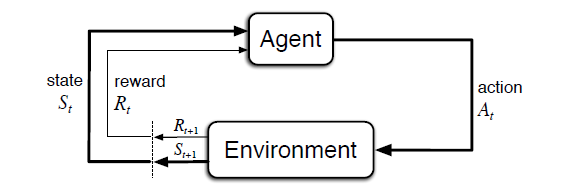 Agent
state
S_t
reward
R_t
action
A_t
R_{t+1}
S_{t+1}
Environment